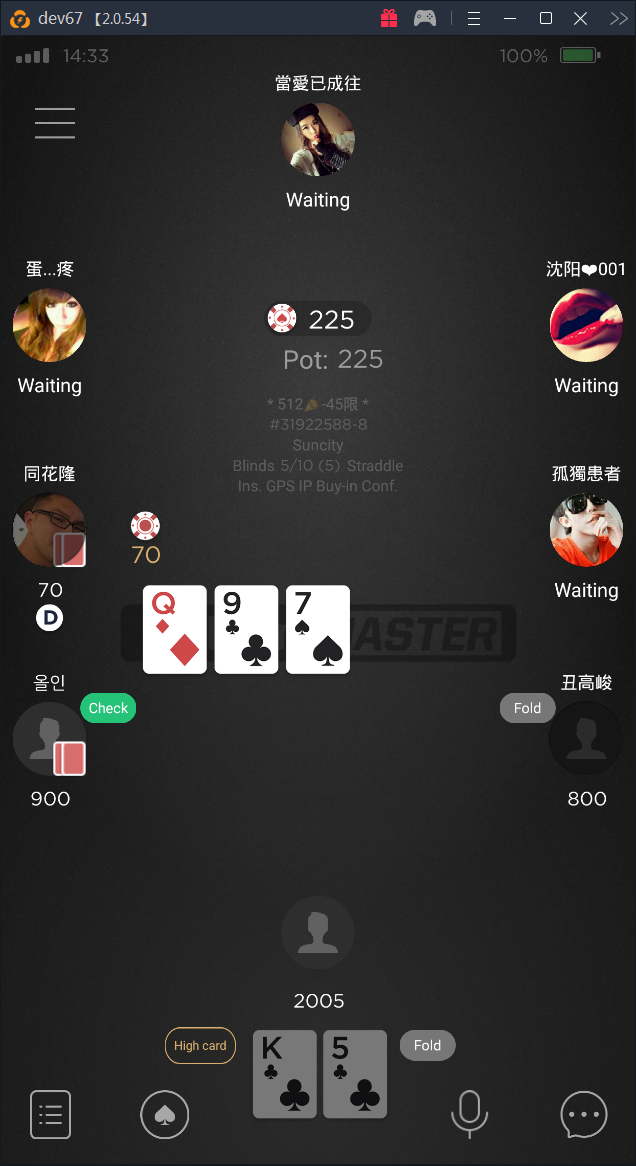 dev67 【2.0.54】
14:33
100%
當愛已成往
Waiting
蛋...疼
沈阳❤001
225
Waiting
Pot: 225
Waiting
* 512🎉-45限 *
#31922588-8
Suncity
Blinds 5/10 (5) Straddle
Ins. GPS IP Buy-in Conf.
同花隆
孤獨患者
70
70
D
Waiting
Q
9
7
ASTER
올인
丑高峻
Check
Fold
900
800
2005
High card
K
5
Fold